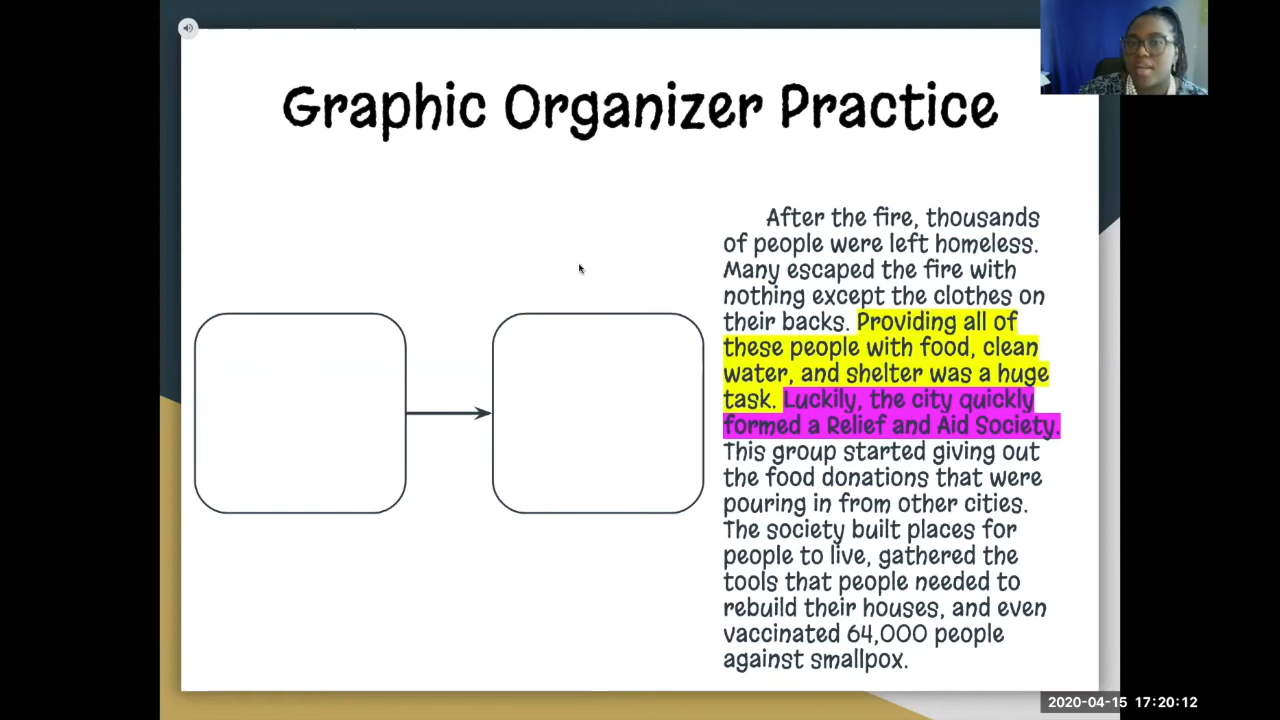 Graphic Organizer Practice
After the fire, thousands
of people were left homeless.
Many escaped the fire with
nothing except the clothes on
their backs. Providing all of
these people with food, clean
water, and shelter was a huge
task. Luckily, the city quickly
formed a Relief and Aid Society.
This group started giving out
the food donations that were
pouring in from other cities.
The society built places for
people to live, gathered the
tools that people needed to
rebuild their houses, and even
vaccinated 64,000 people
against smallpox.
2020-04-15 17:20:12